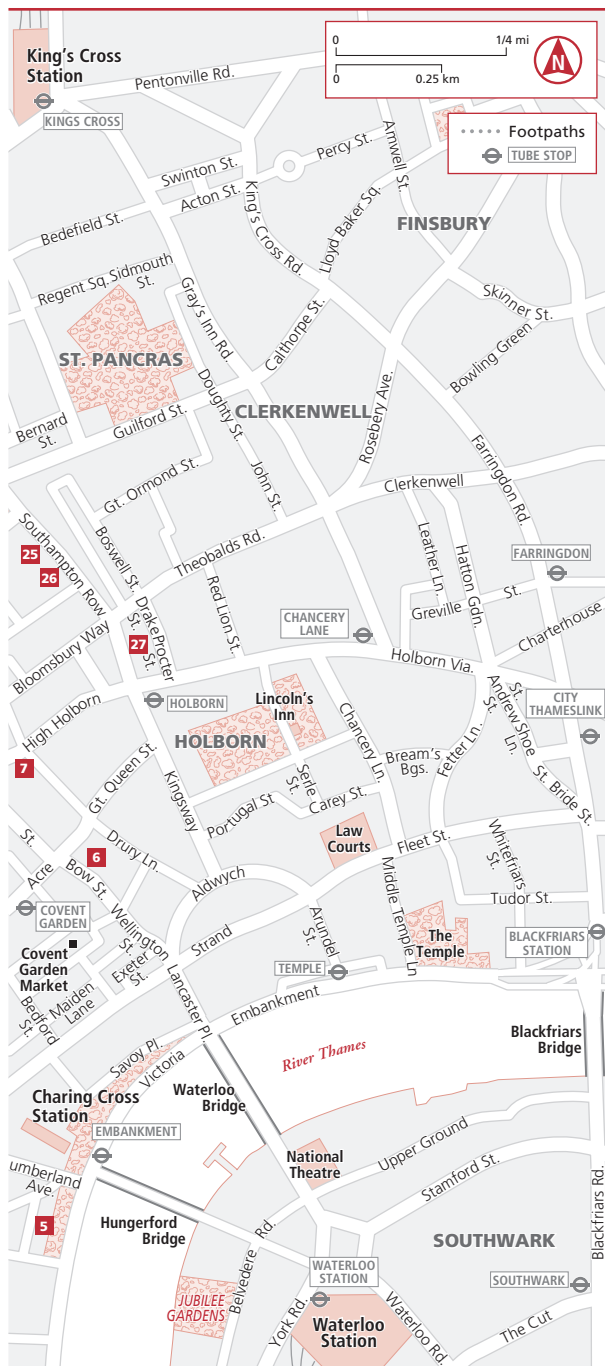 King's Cross
Station
KINGS CROSS
Pentonville Rd.
0
1/4 mi
0
0.25 km
N
Footpaths
TUBE STOP
Swinton St.
Acton St.
Percy St.
Amwell St.
King's Cross Rd.
Lloyd Baker Sq.
FINSBURY
Bedefield St.
Regent Sq.
Sidmouth
St.
Gray's Inn Rd.
Calthorpe St.
Skinner St.
Bowling Green
ST. PANCRAS
Bernard
St.
Guilford St.
Doughty St.
CLERKENWELL
Rosebery Ave.
Farringdon Rd.
John St.
Gt. Ormond St.
Clerkenwell
Southampton Row
25
26
Boswell St.
Theobalds Rd.
Leather Ln.
Hatton Gdn.
FARRINGDON
Red Lion St.
Greville
St.
Charterhouse
St.
Drake
St.
Procter
St.
27
Bloomsbury Way
CHANCERY
LANE
Holborn Via.
High Holborn
HOLBORN
Lincoln's
Inn
HOLBORN
Chancery Ln.
Andrew
St.
Shoe
Ln.
CITY
THAMESLINK
7
Gt. Queen St.
Kingsway
Serle
St.
Bream's
Bgs.
Fetter Ln.
St. Bride St.
Portugal St
Carey St.
St.
Acre
6
Drury Ln.
Bow St.
Law
Courts
Fleet St.
Whitefriars
St.
Aldwych
Tudor St.
COVENT
GARDEN
Wellington
St.
Strand
Arundel
St.
Middle Temple Ln
The
Temple
BLACKFRIARS
STATION
Covent
Garden
Market
Exeter
St.
TEMPLE
Bedford
St.
Maiden
Lane
Lancaster Pl.
Embankment
Savoy Pl.
Victoria
River Thames
Blackfriars
Bridge
Charing Cross
Station
Waterloo
Bridge
EMBANKMENT
National
Theatre
Upper Ground
umberland
Ave.
Stamford St.
5
Hungerford
Bridge
Belvedere
Rd.
SOUTHWARK
Blackfriars Rd.
WATERLOO
STATION
SOUTHWARK
JUBILEE
GARDENS
York Rd.
Waterloo
Station
Waterloo Rd.
The Cut